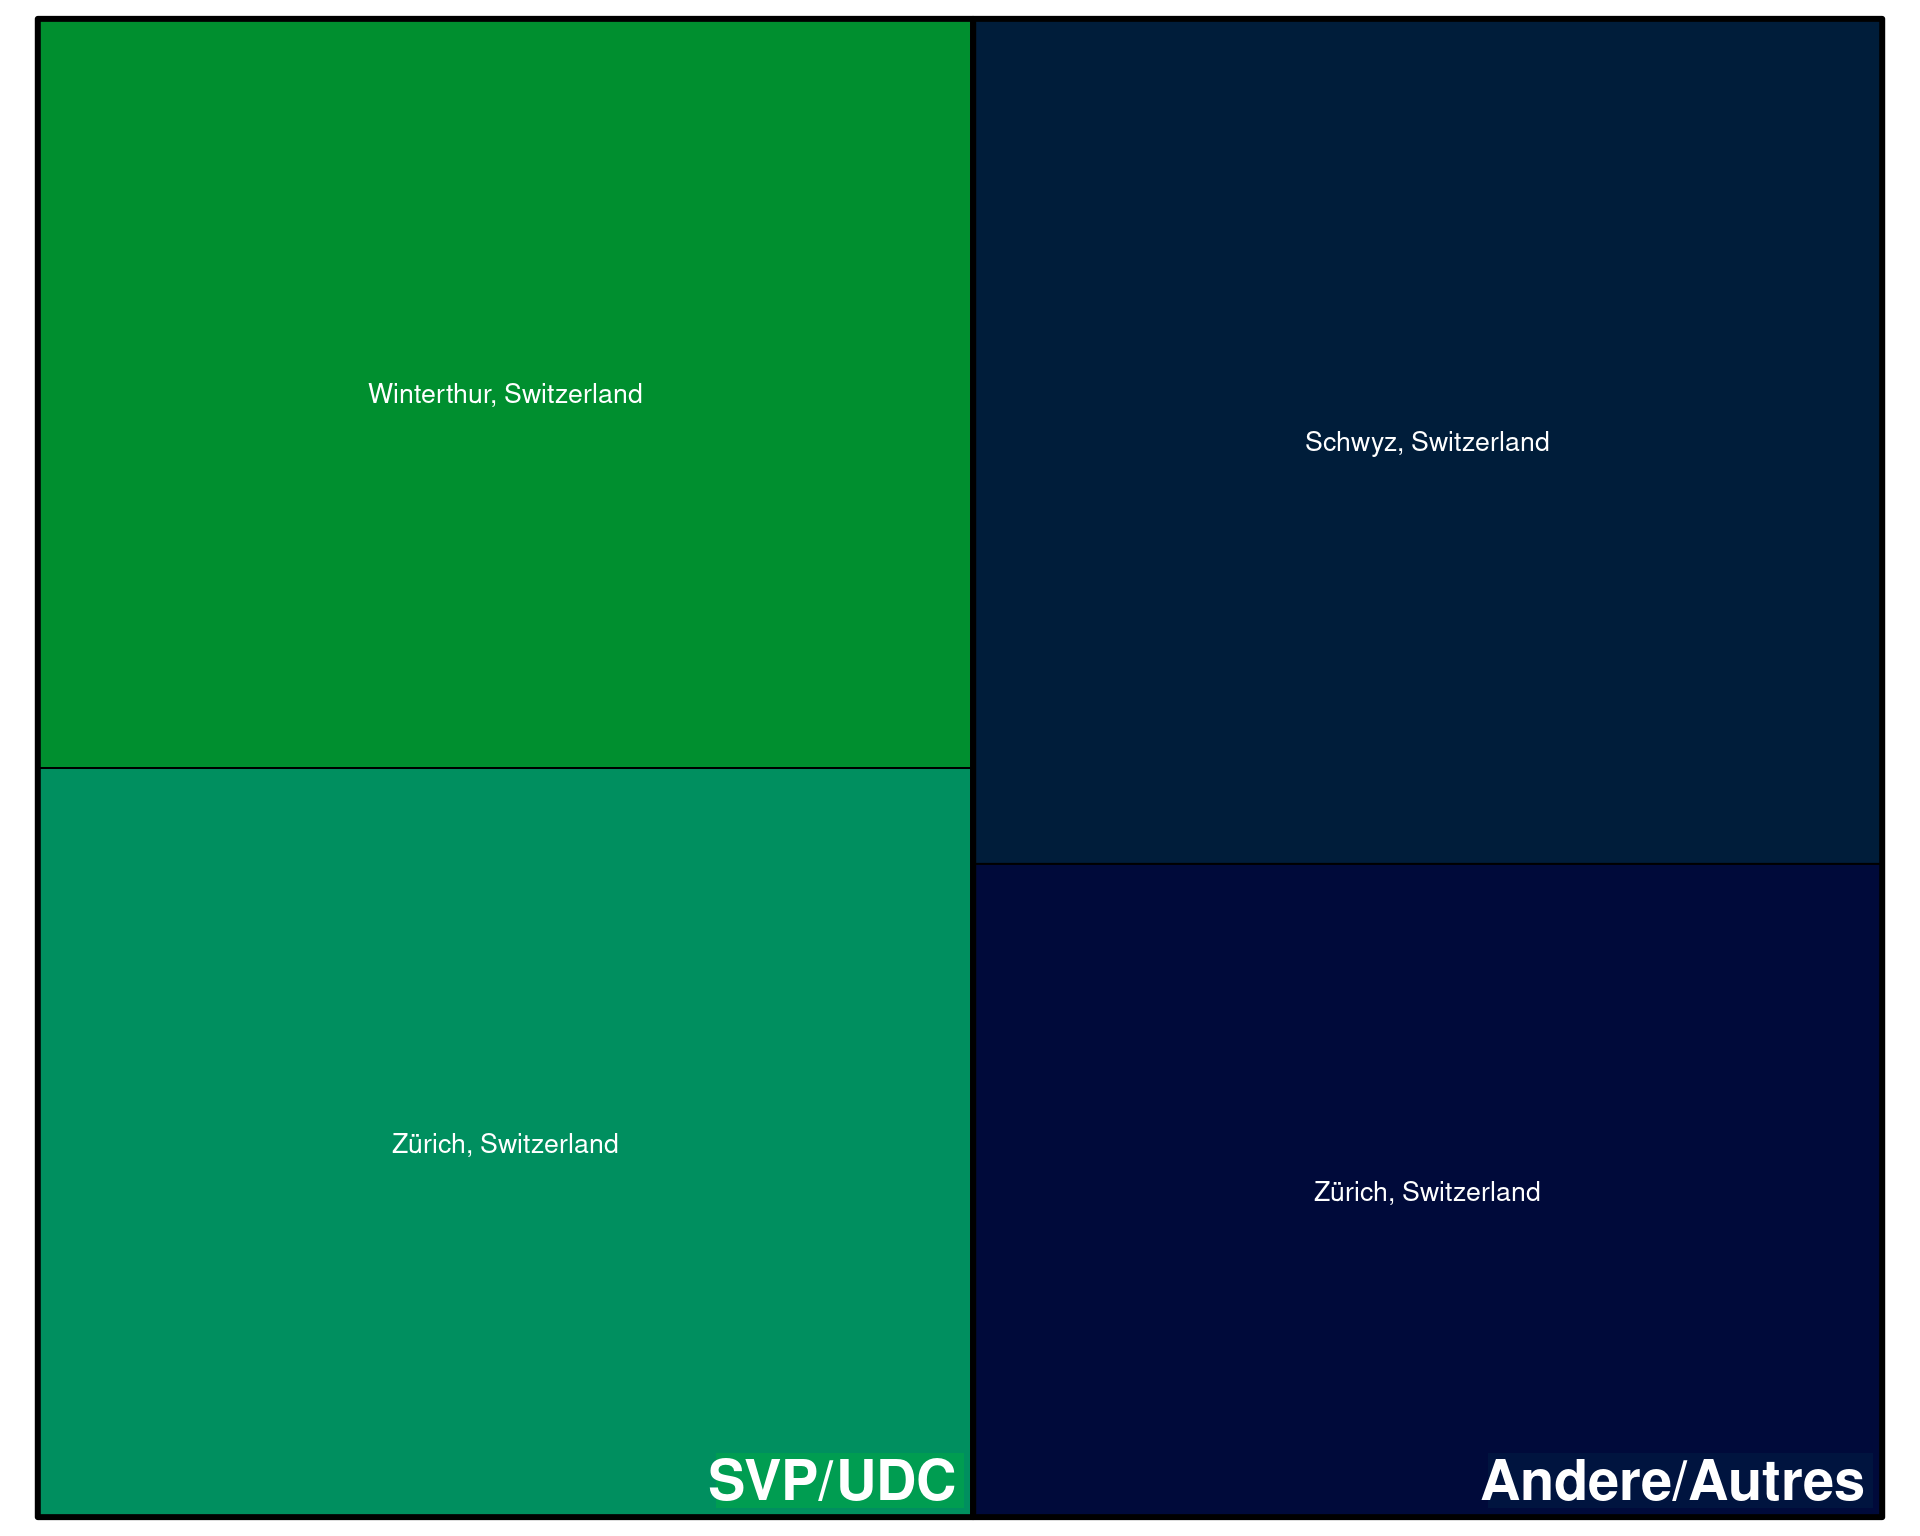 Winterthur, Switzerland
Zürich, Switzerland
SVP/UDC
Schwyz, Switzerland
Zürich, Switzerland
Andere/Autres